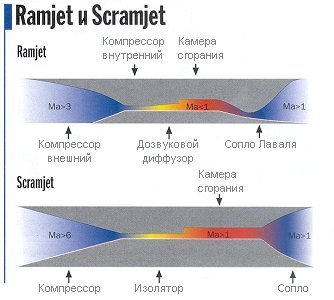 Ramjet и Scramjet
Ramjet
Компрессор
внутренний
Камера
сгорания
Ma>3
Ma<1
Ma>1
Компрессор
внешний
Дозвуковой
диффузор
Сопло Лаваля
Scramjet
Камера
сгорания
Ma>6
Ma>1
Ma>1
Компрессор
Изолятор
Сопло